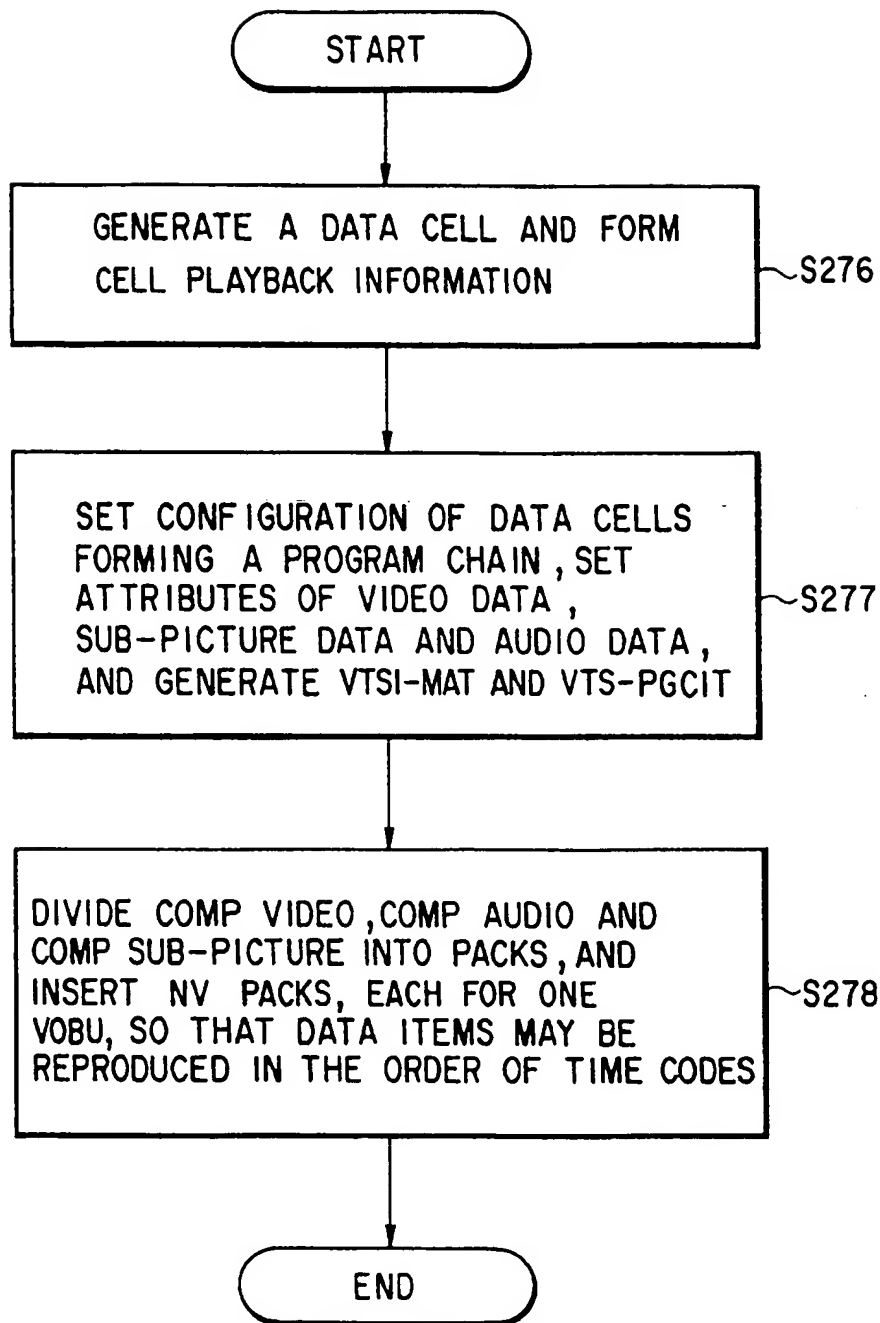 START
GENERATE A DATA CELL AND FORM
CELL PLAYBACK INFORMATION
S276
SET CONFIGURATION OF DATA CELLS
FORMING A PROGRAM CHAIN, SET
ATTRIBUTES OF VIDEO DATA,
SUB-PICTURE DATA AND AUDIO DATA,
AND GENERATE VTSI-MAT AND VTS-PGCIT
S277
DIVIDE COMP VIDEO, COMP AUDIO AND
COMP SUB-PICTURE INTO PACKS, AND
INSERT NV PACKS, EACH FOR ONE
VOBU, SO THAT DATA ITEMS MAY BE
REPRODUCED IN THE ORDER OF TIME CODES
S278
END